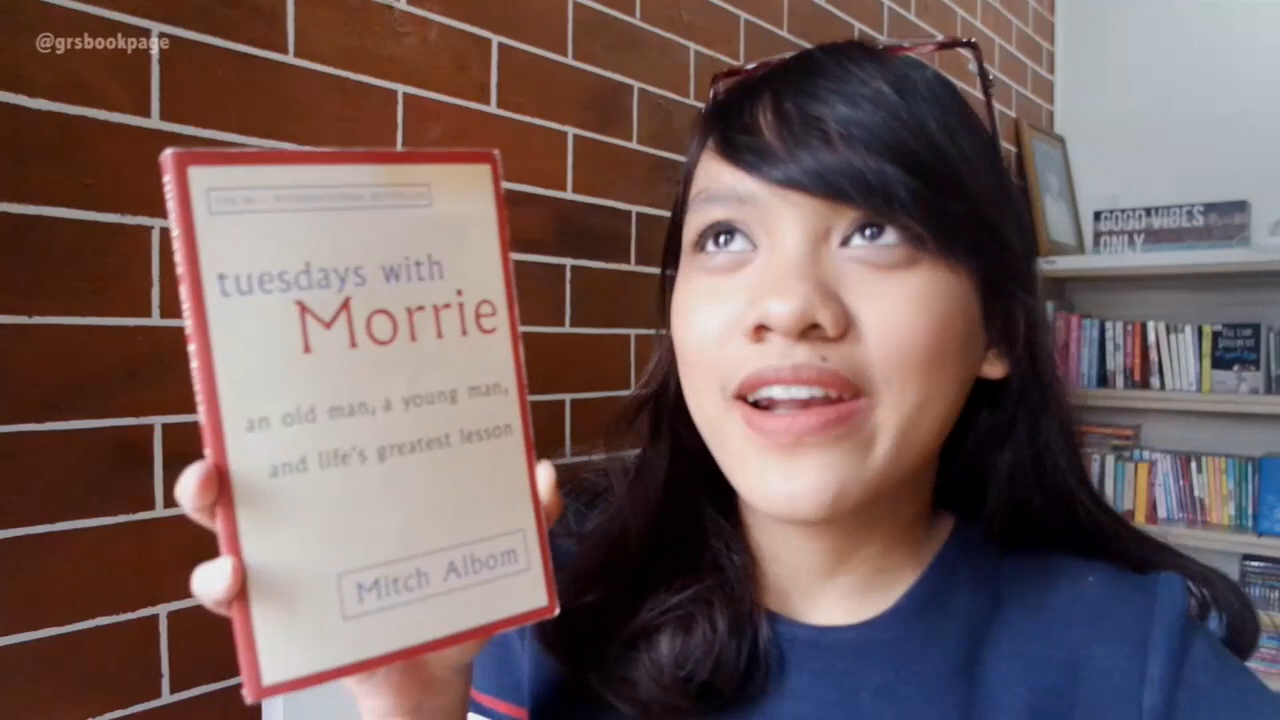 @grsbookpage
tuesdays with
Morrie
an old man, a young man,
and life's greatest lesson
Mitch Albom
GOOD VIBES
ONLY